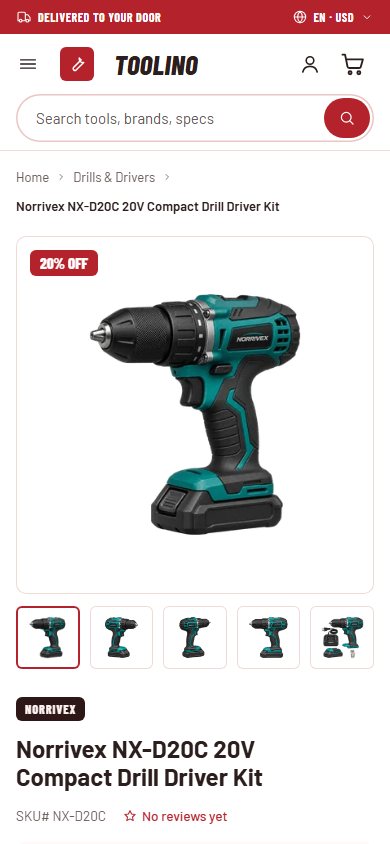 DELIVERED TO YOUR DOOR
EN · USD
TOOLINO
Search tools, brands, specs
Home
Drills & Drivers
Norrivex NX-D20C 20V Compact Drill Driver Kit
20% OFF
NORRIVEX
NORRIVEX
Norrivex NX-D20C 20V
Compact Drill Driver Kit
SKU# NX-D20C
No reviews yet